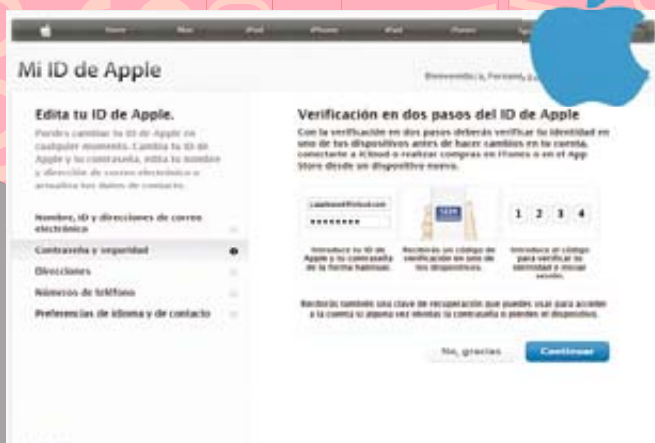 Store Mac iPod iPhone iPad iTunes
Mi ID de Apple
Edita tu ID de Apple.
Puedes cambiar tu ID de Apple en
cualquier momento. Cambia tu ID de
Apple y tu contraseña, edita tu nombre
y dirección de correo electrónico o
actualiza tus datos de contacto.
Nombre, ID y direcciones de correo
electrónico
Contraseña y seguridad
Direcciones
Números de teléfono
Preferencias de idioma y de contacto
Verificación en dos pasos del ID de Apple
Con la verificación en dos pasos deberás verificar tu identidad en
uno de tus dispositivos antes de hacer cambios en tu cuenta,
conectarte a iCloud o realizar compras en iTunes o en el App
Store desde un dispositivo nuevo.
1 2 3 4
Introduce tu ID de
Apple y tu contraseña
de la forma habitual.
Recibirás un código de
verificación en uno de
tus dispositivos.
Introduce el código
para verificar tu
identidad e iniciar
sesión.
Recibirás también una clave de recuperación que puedes usar para acceder
a la cuenta si alguna vez olvidas la contraseña o pierdes el dispositivo.
No, gracias
Continuar